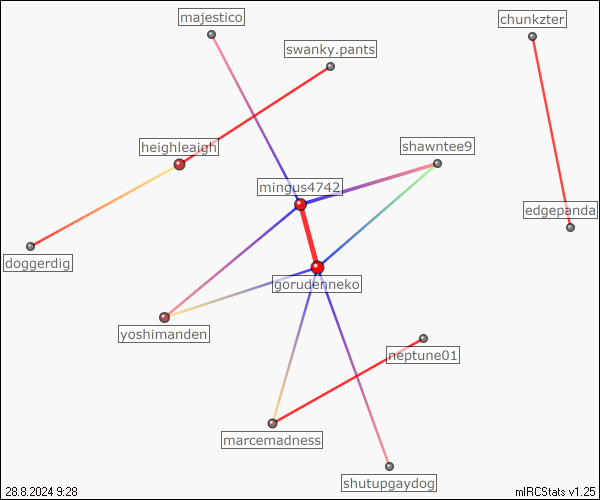 majestico
chunkzter
swanky.pants
heighleaigh
shawntee9
mingus4742
edgepanda
doggerdig
gorudenneko
yoshimanden
neptune01
marcemadness
shutupgaydog
28.8.2024 9:28
mIRCStats v1.25